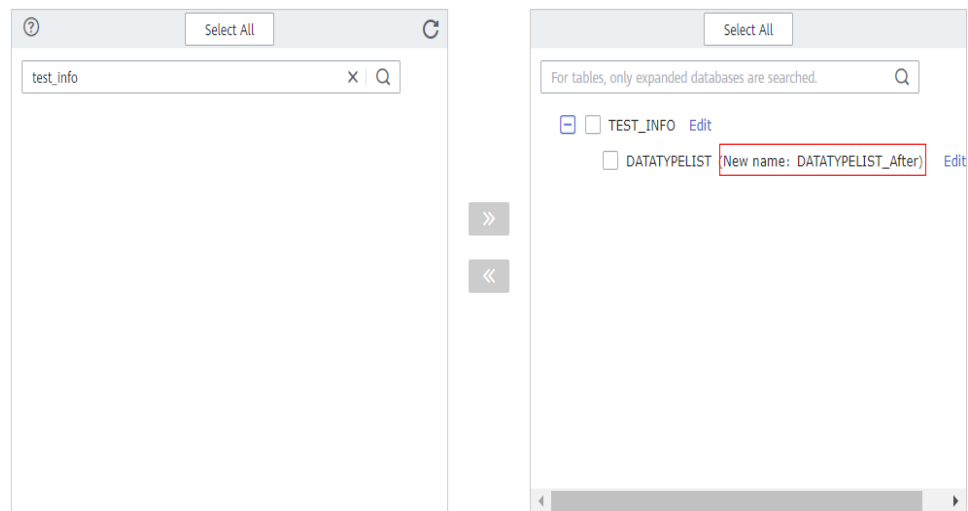 Select All
test_info
Select All
For tables, only expanded databases are searched.
TEST_INFO Edit
DATATYPELIST (New name: DATATYPELIST_After) Edit